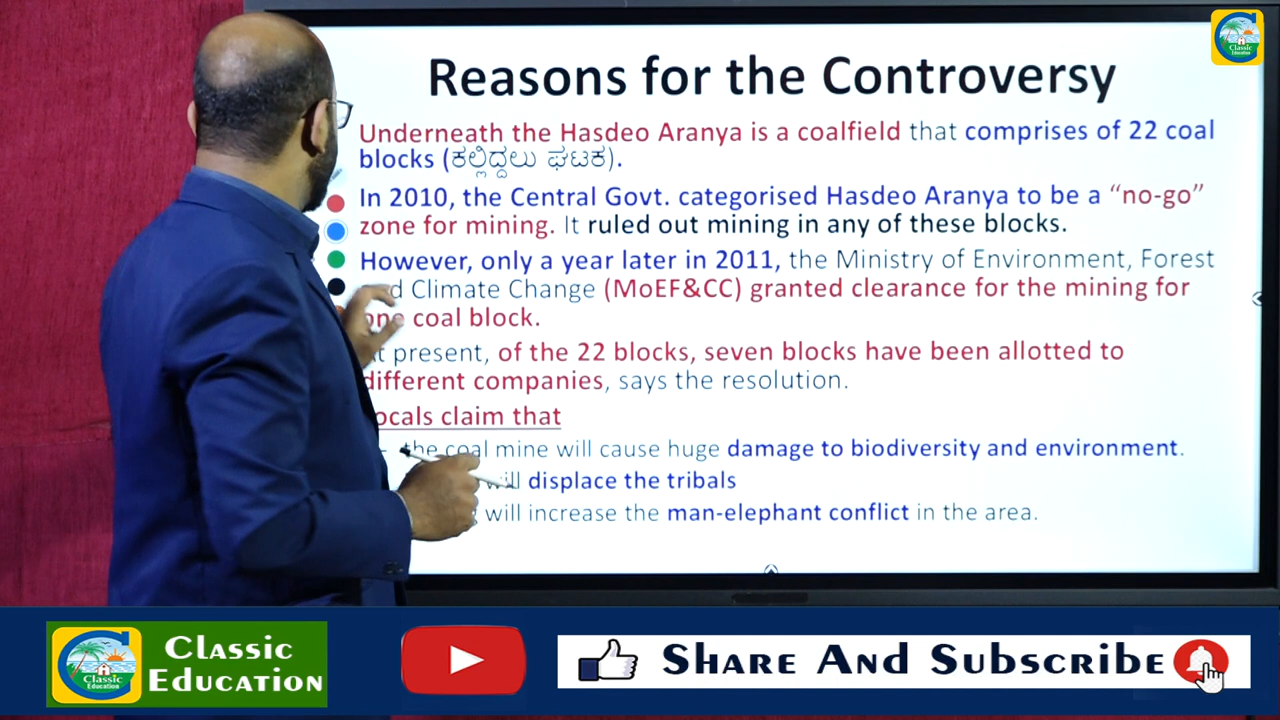 Classic
Education
Reasons for the Controversy
Underneath the Hasdeo Aranya is a coalfield that comprises of 22 coal
blocks (ಕಲ್ಲಿದ್ದಲು ಘಟಕ).
In 2010, the Central Govt. categorised Hasdeo Aranya to be a “no-go”
zone for mining. It ruled out mining in any of these blocks.
However, only a year later in 2011, the Ministry of Environment, Forest
Climate Change (MoEF&CC) granted clearance for the mining for
one coal block.
present, of the 22 blocks, seven blocks have been allotted to
different companies, says the resolution.
ocals claim that
- the coal mine will cause huge damage to biodiversity and environment.
will displace the tribals
will increase the man-elephant conflict in the area.
Classic
Education
Classic
Education
Share And Subscribe